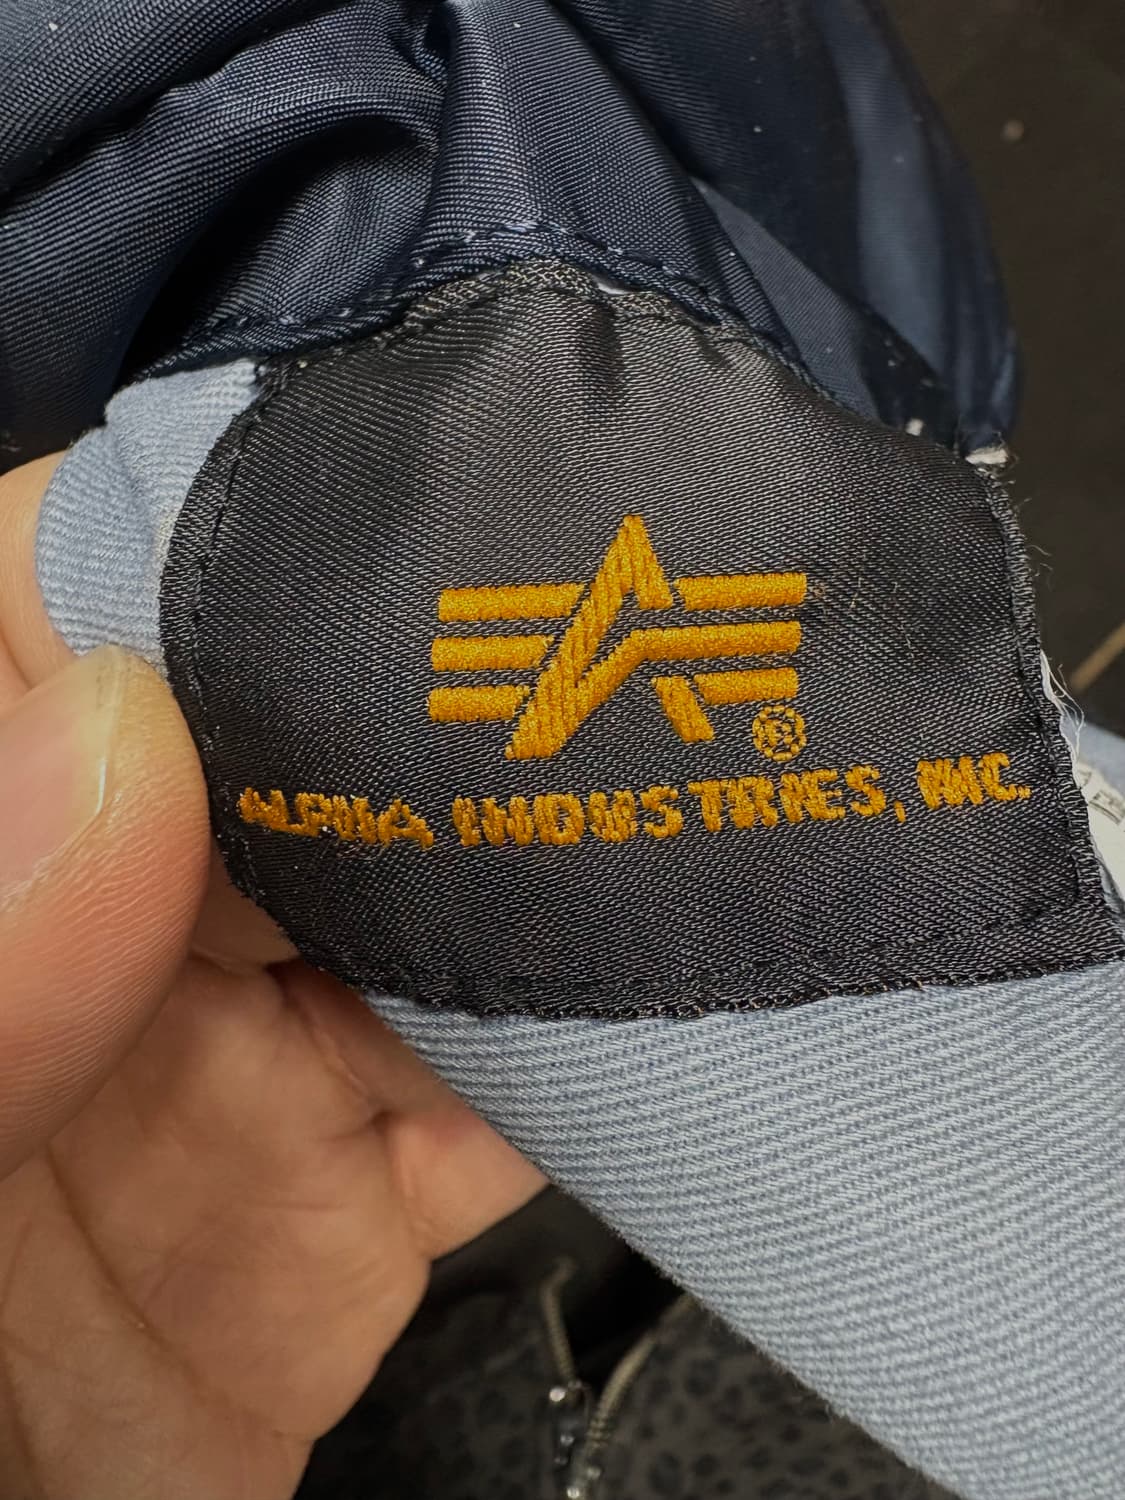 ®
ALPHA INDUSTRIES, INC.